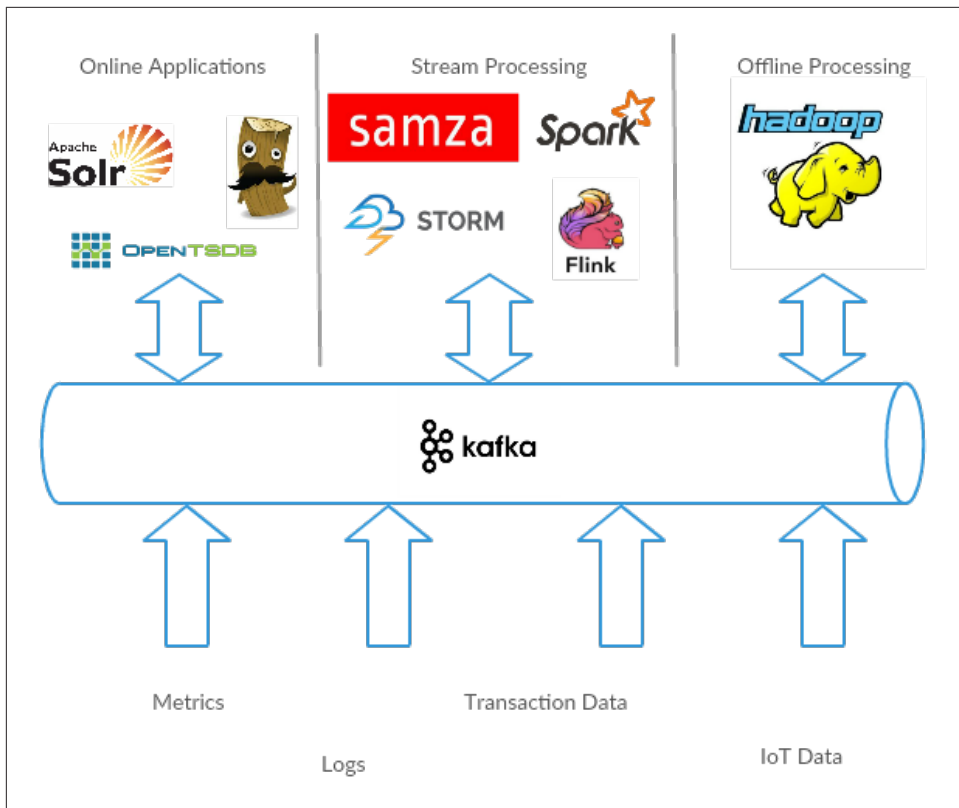 Online Applications
Stream Processing
Offline Processing
Apache
Solr
OPENTSDB
samza
Spark
STORM
Flink
hadoop
kafka
Metrics
Transaction Data
Logs
IoT Data